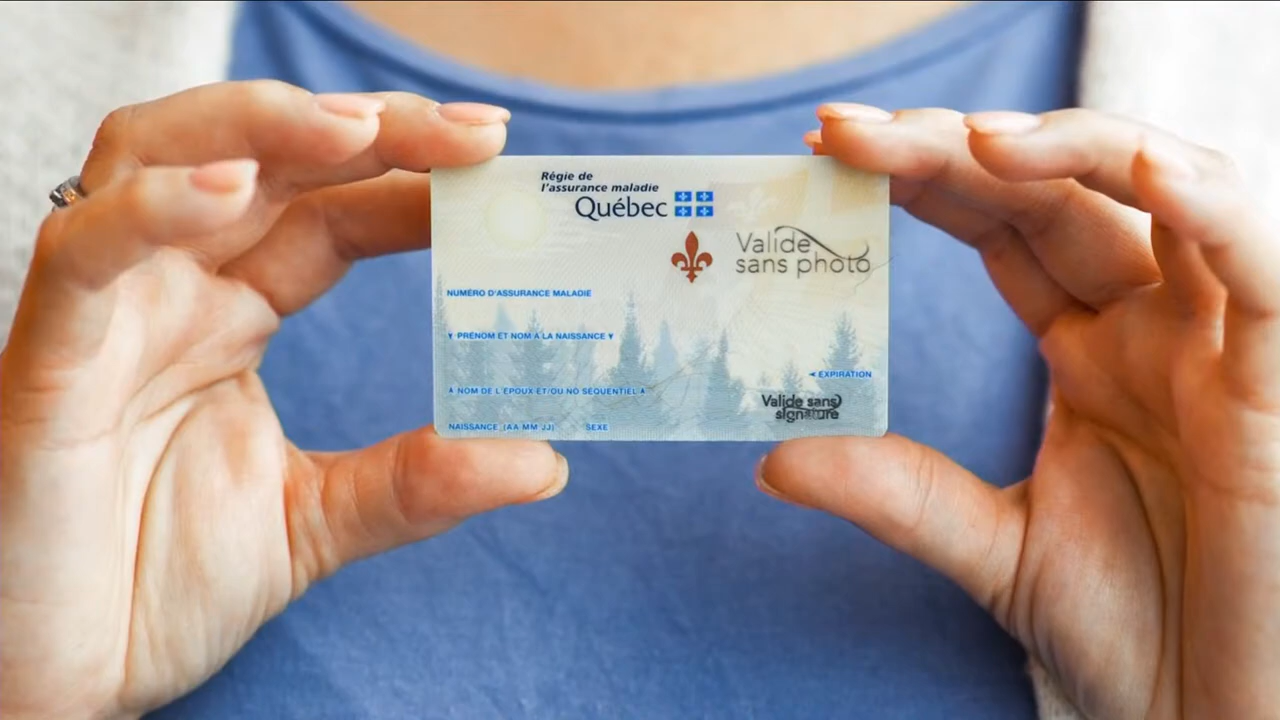 Régie de
l'assurance maladie
Québec
Valide
sans photo
NUMÉRO D'ASSURANCE MALADIE
PRÉNOM ET NOM À LA NAISSANCE
EXPIRATION
NOM DE L'ÉPOUX ET/OU NO SÉQUENTIEL
Valide sans
signature
NAISSANCE (AA MM JJ) SEXE